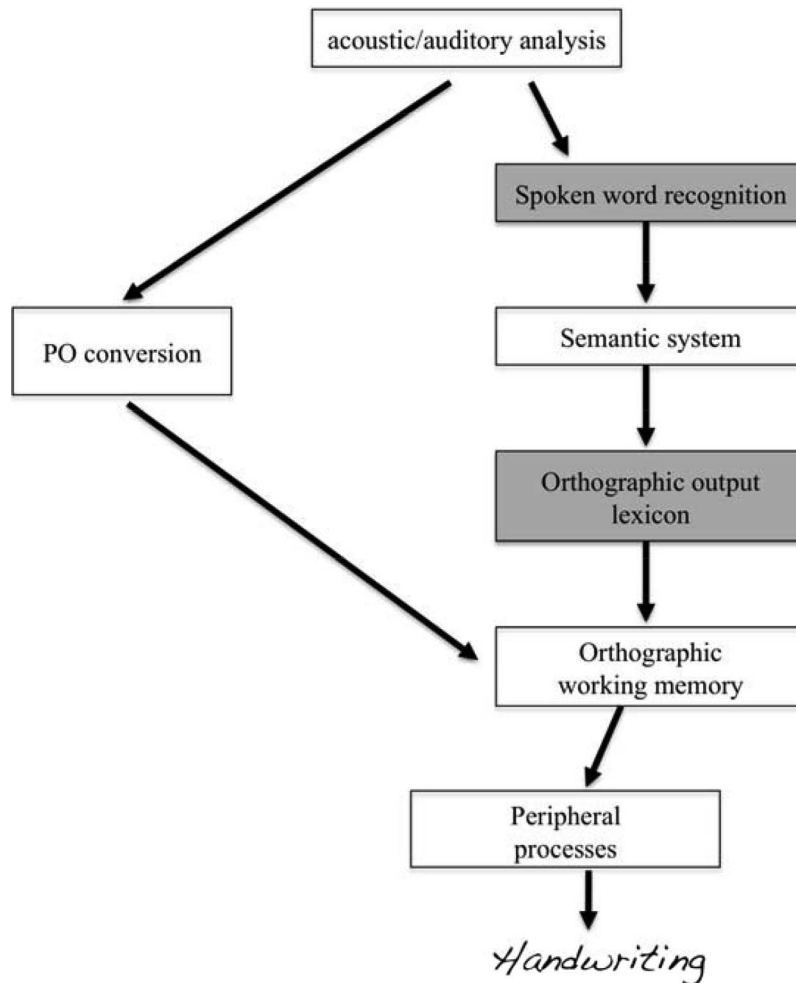 acoustic/auditory analysis
Spoken word recognition
PO conversion
Semantic system
Orthographic output
lexicon
Orthographic
working memory
Peripheral
processes
Handwriting